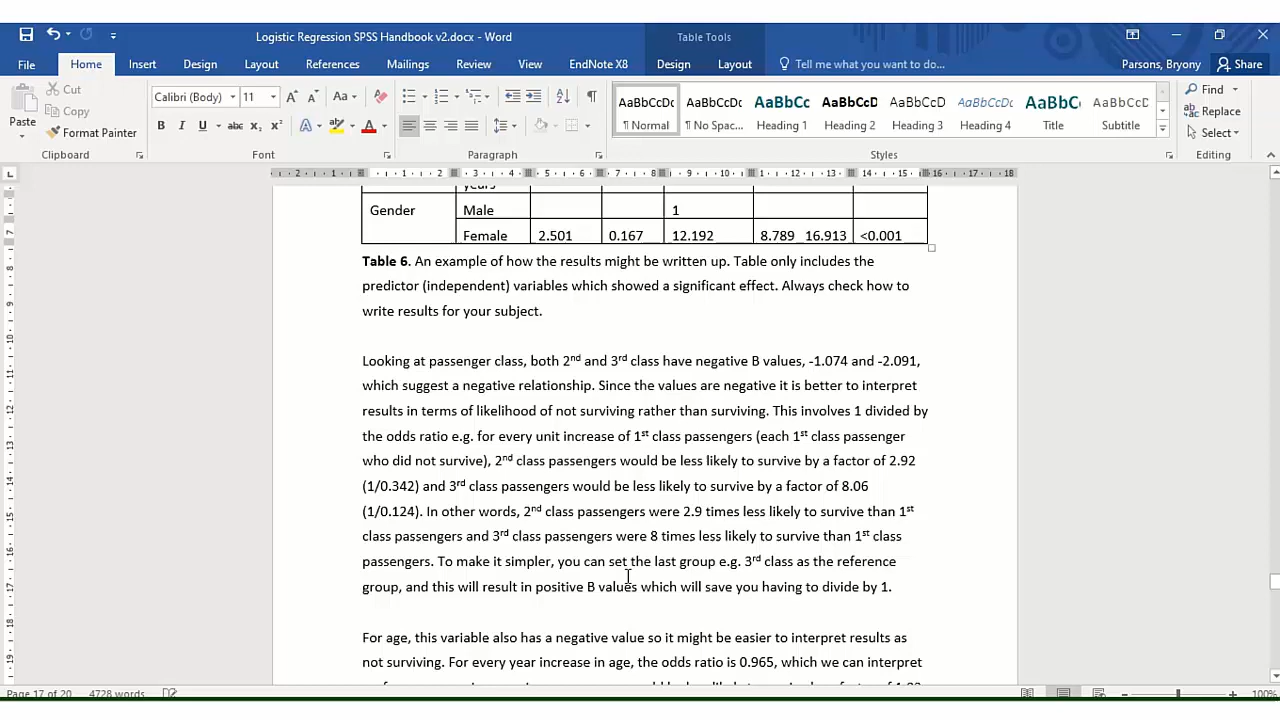 Logistic Regression SPSS Handbook v2.docx - Word
Table Tools
File Home Insert Design Layout References Mailings Review View EndNote X8 Design Layout Tell me what you want to do... Parsons, Bryony Share
Paste Cut Copy Format Painter
Calibri (Body) 11
¶ Normal ¶ No Spac... Heading 1 Heading 2 Heading 3 Heading 4 Title Subtitle
Find Replace Select
Clipboard Font Paragraph Styles Editing
Gender Male 1
Female 2.501 0.167 12.192 8.789 16.913 <0.001
Table 6. An example of how the results might be written up. Table only includes the
predictor (independent) variables which showed a significant effect. Always check how to
write results for your subject.
Looking at passenger class, both 2nd and 3rd class have negative B values, -1.074 and -2.091,
which suggest a negative relationship. Since the values are negative it is better to interpret
results in terms of likelihood of not surviving rather than surviving. This involves 1 divided by
the odds ratio e.g. for every unit increase of 1st class passengers (each 1st class passenger
who did not survive), 2nd class passengers would be less likely to survive by a factor of 2.92
(1/0.342) and 3rd class passengers would be less likely to survive by a factor of 8.06
(1/0.124). In other words, 2nd class passengers were 2.9 times less likely to survive than 1st
class passengers and 3rd class passengers were 8 times less likely to survive than 1st class
passengers. To make it simpler, you can set the last group e.g. 3rd class as the reference
group, and this will result in positive B values which will save you having to divide by 1.
For age, this variable also has a negative value so it might be easier to interpret results as
not surviving. For every year increase in age, the odds ratio is 0.965, which we can interpret
Page 17 of 20 4728 words 100%